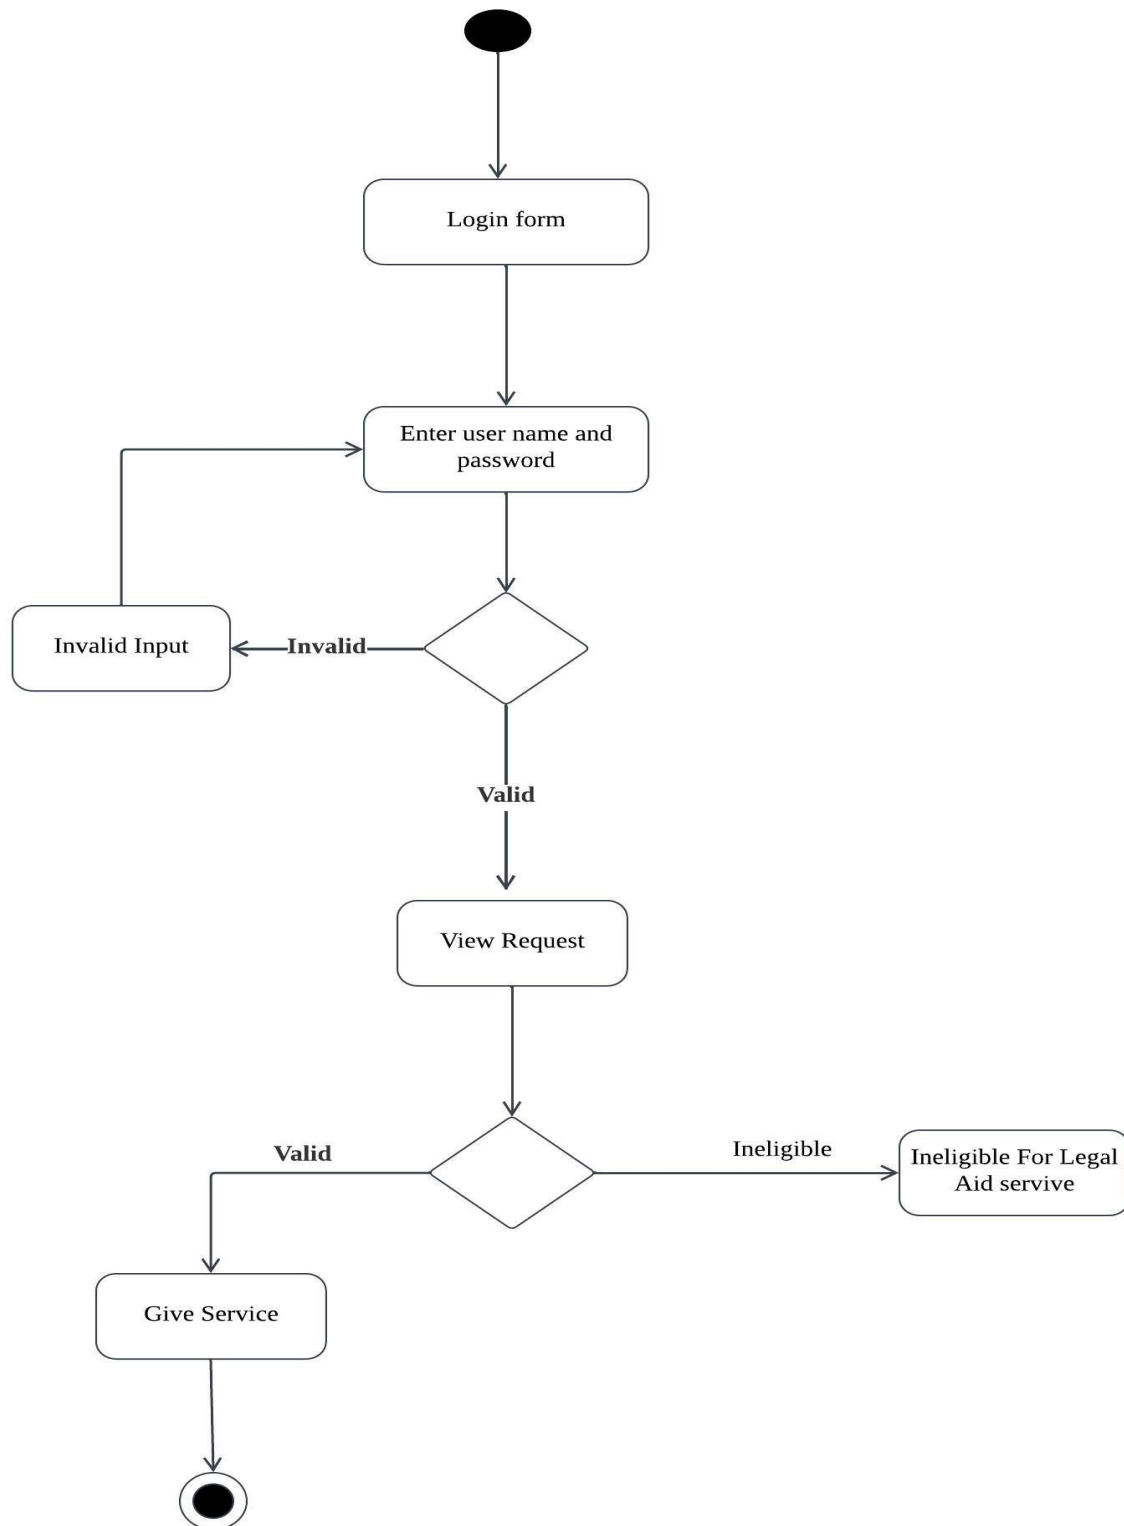 Login form
Enter user name and
password
Invalid Input
Invalid
Valid
View Request
Valid
Ineligible
Ineligible For Legal
Aid servive
Give Service